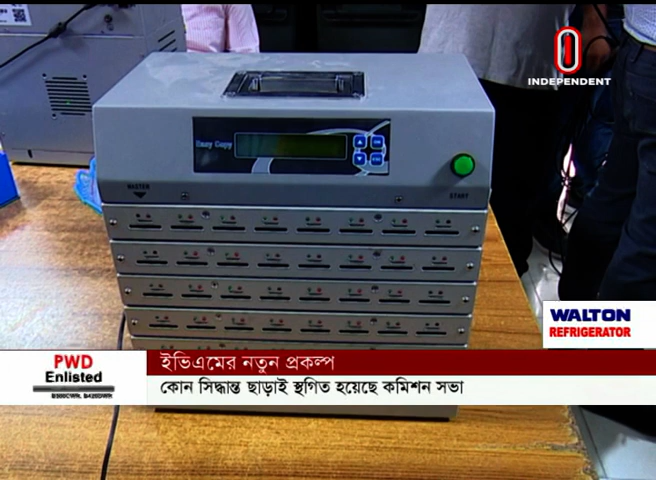 INDEPENDENT
Easy Copy
MASTER
START
WALTON
REFRIGERATOR
PWD
Enlisted
ইভিএমের নতুন প্রকল্প
কোন সিদ্ধান্ত ছাড়াই স্থগিত হয়েছে কমিশন সভা